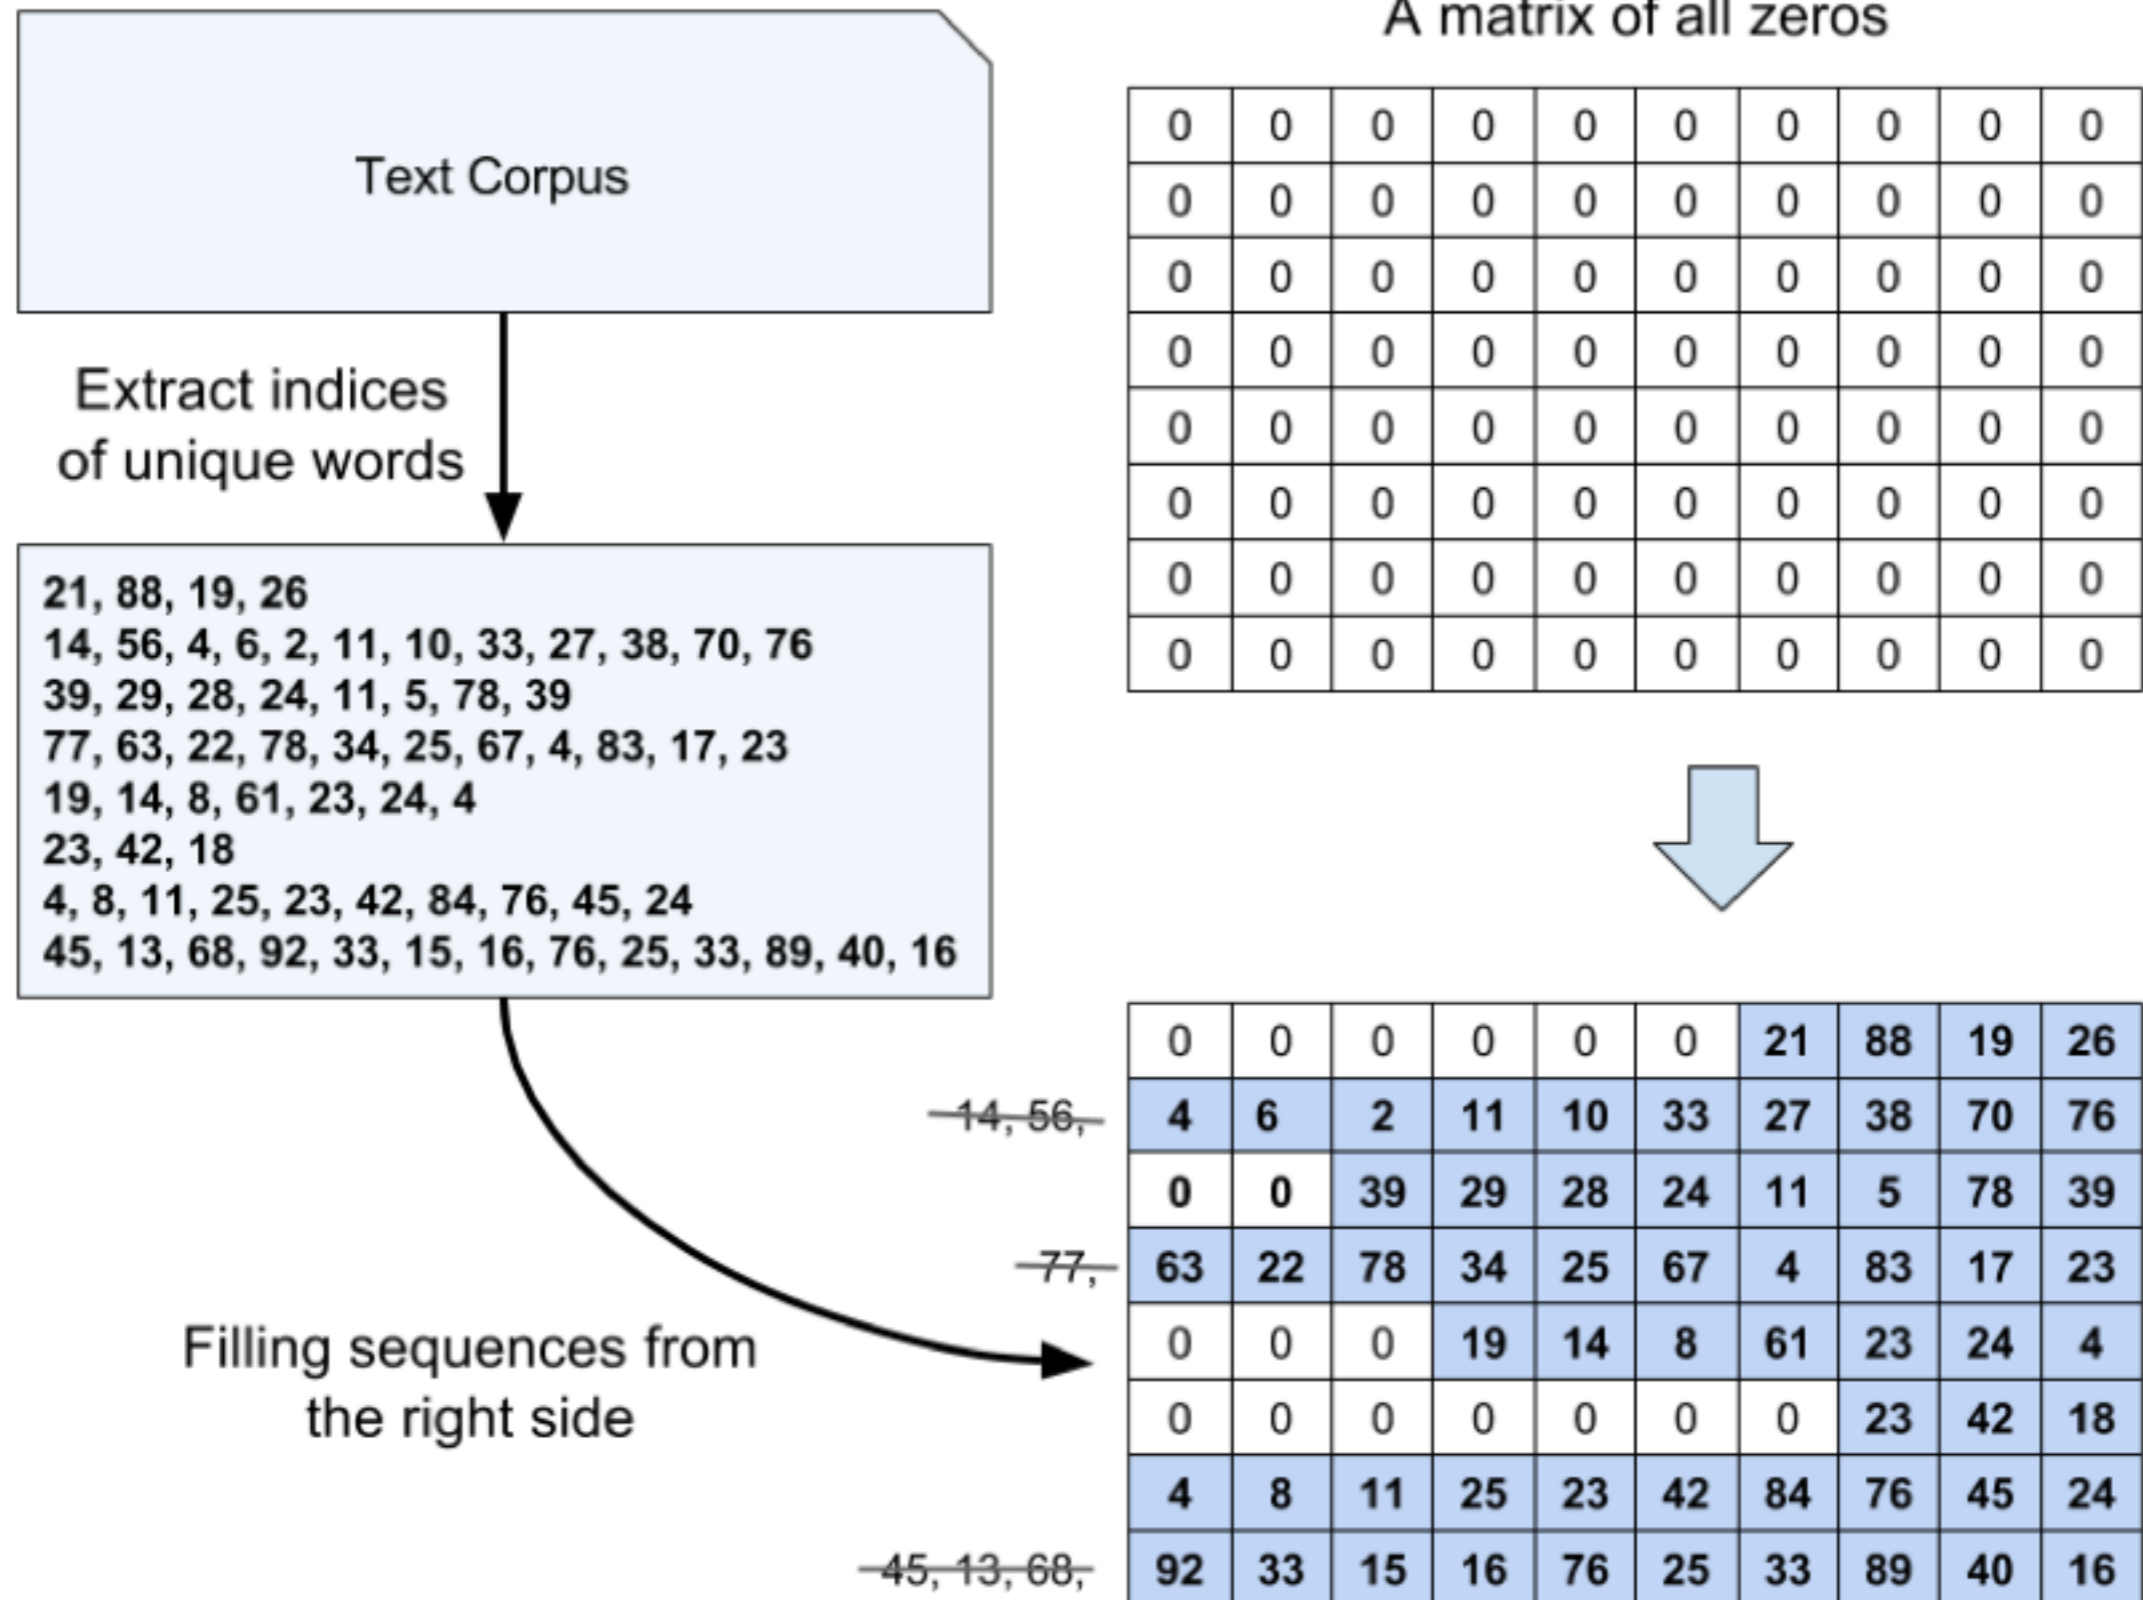 Text Corpus
Extract indices
of unique words
21, 88, 19, 26
14, 56, 4, 6, 2, 11, 10, 33, 27, 38, 70, 76
39, 29, 28, 24, 11, 5, 78, 39
77, 63, 22, 78, 34, 25, 67, 4, 83, 17, 23
19, 14, 8, 61, 23, 24, 4
23, 42, 18
4, 8, 11, 25, 23, 42, 84, 76, 45, 24
45, 13, 68, 92, 33, 15, 16, 76, 25, 33, 89, 40, 16
Filling sequences from
the right side
A matrix of all zeros
0 0 0 0 0 0 0 0 0 0
0 0 0 0 0 0 0 0 0 0
0 0 0 0 0 0 0 0 0 0
0 0 0 0 0 0 0 0 0 0
0 0 0 0 0 0 0 0 0 0
0 0 0 0 0 0 0 0 0 0
0 0 0 0 0 0 0 0 0 0
0 0 0 0 0 0 0 0 0 0
0 0 0 0 0 0 21 88 19 26
14, 56, 4 6 2 11 10 33 27 38 70 76
0 0 39 29 28 24 11 5 78 39
77, 63 22 78 34 25 67 4 83 17 23
0 0 0 19 14 8 61 23 24 4
0 0 0 0 0 0 0 23 42 18
4 8 11 25 23 42 84 76 45 24
45, 13, 68, 92 33 15 16 76 25 33 89 40 16